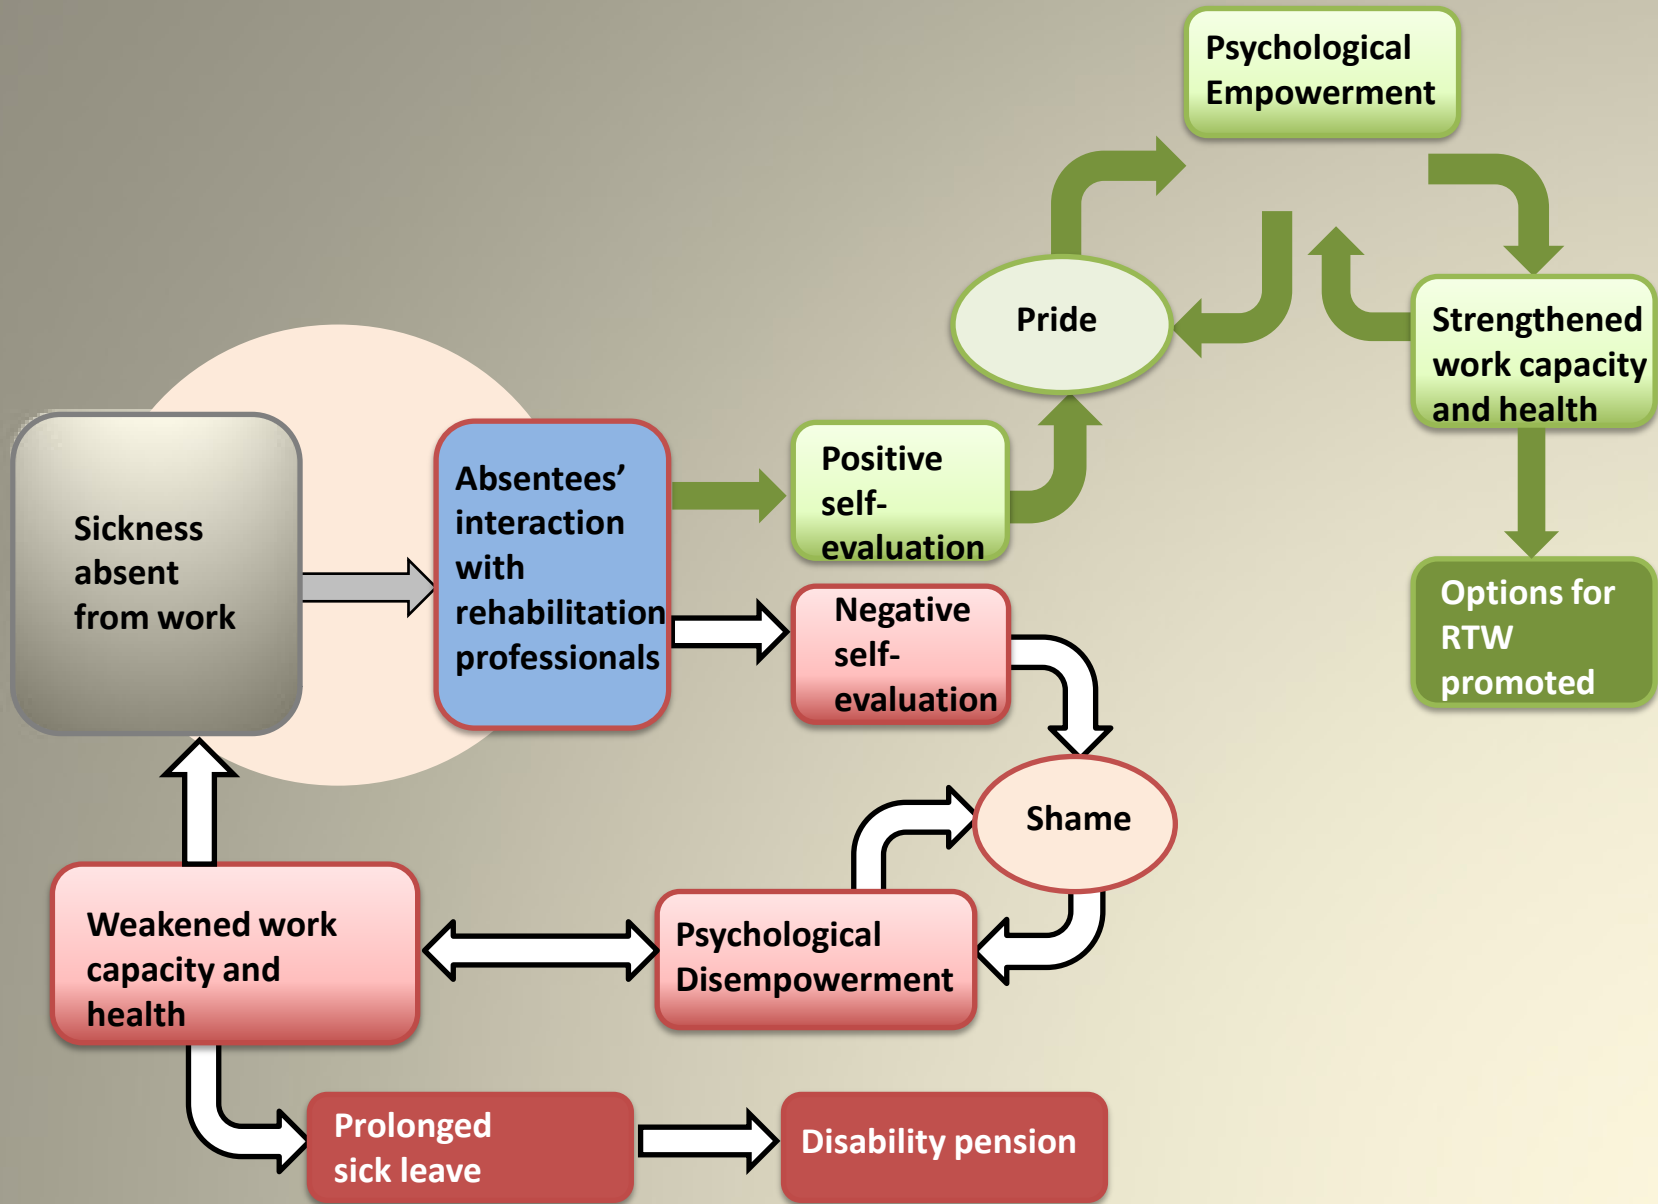 Psychological
Empowerment
Pride
Strengthened
work capacity
and health
Sickness
absent
from work
Absentees’
interaction
with
rehabilitation
professionals
Positive
self-
evaluation
Negative
self-
evaluation
Options for
RTW
promoted
Shame
Weakened work
capacity and
health
Psychological
Disempowerment
Prolonged
sick leave
Disability pension